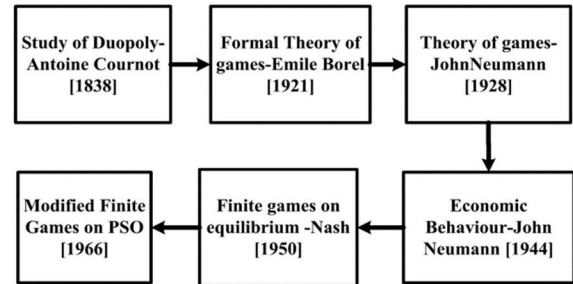 Study of Duopoly-
Antoine Cournot
[1838]
Formal Theory of
games-Emile Borel
[1921]
Theory of games-
JohnNeumann
[1928]
Economic
Behaviour-John
Neumann [1944]
Finite games on
equilibrium -Nash
[1950]
Modified Finite
Games on PSO
[1966]